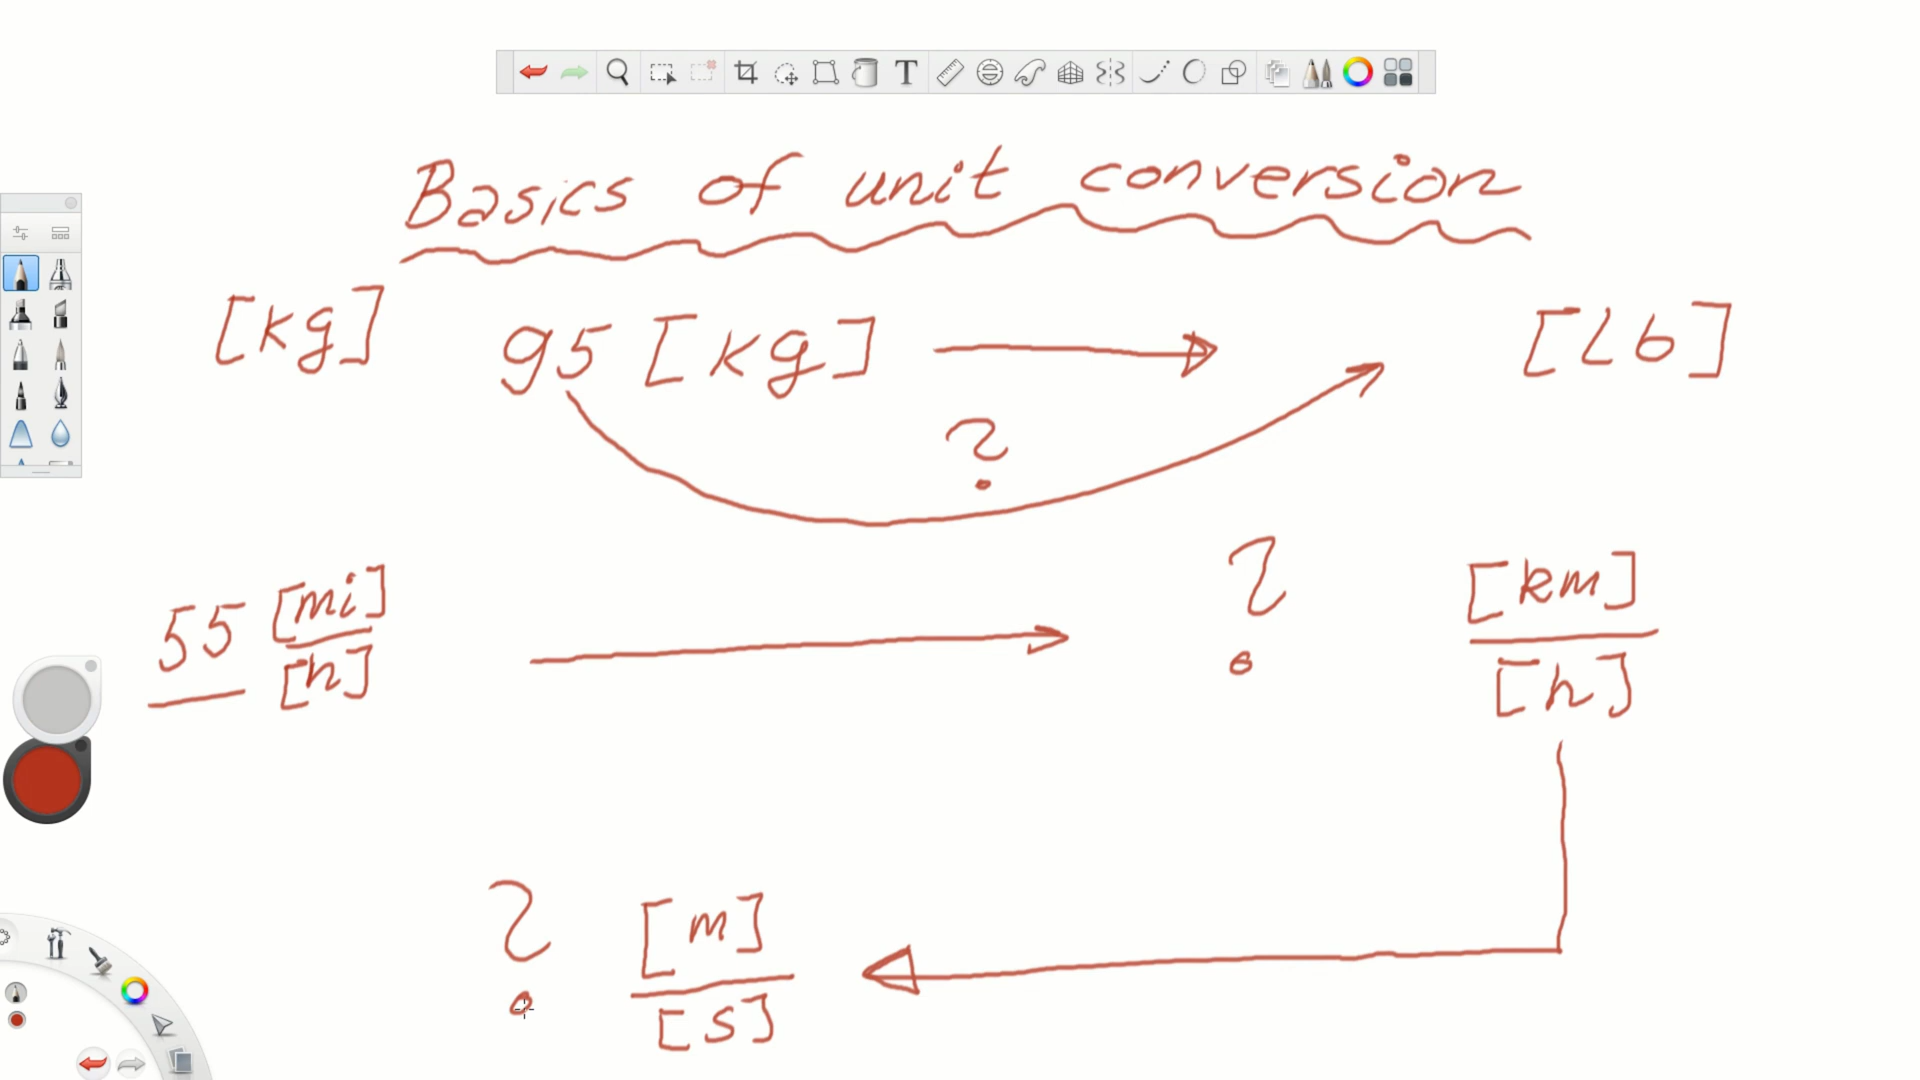 Basics of unit conversion
[kg] 95 [kg] [lb]
?
55 [mi] ? [km]
[h] [h]
? [m]
[s]